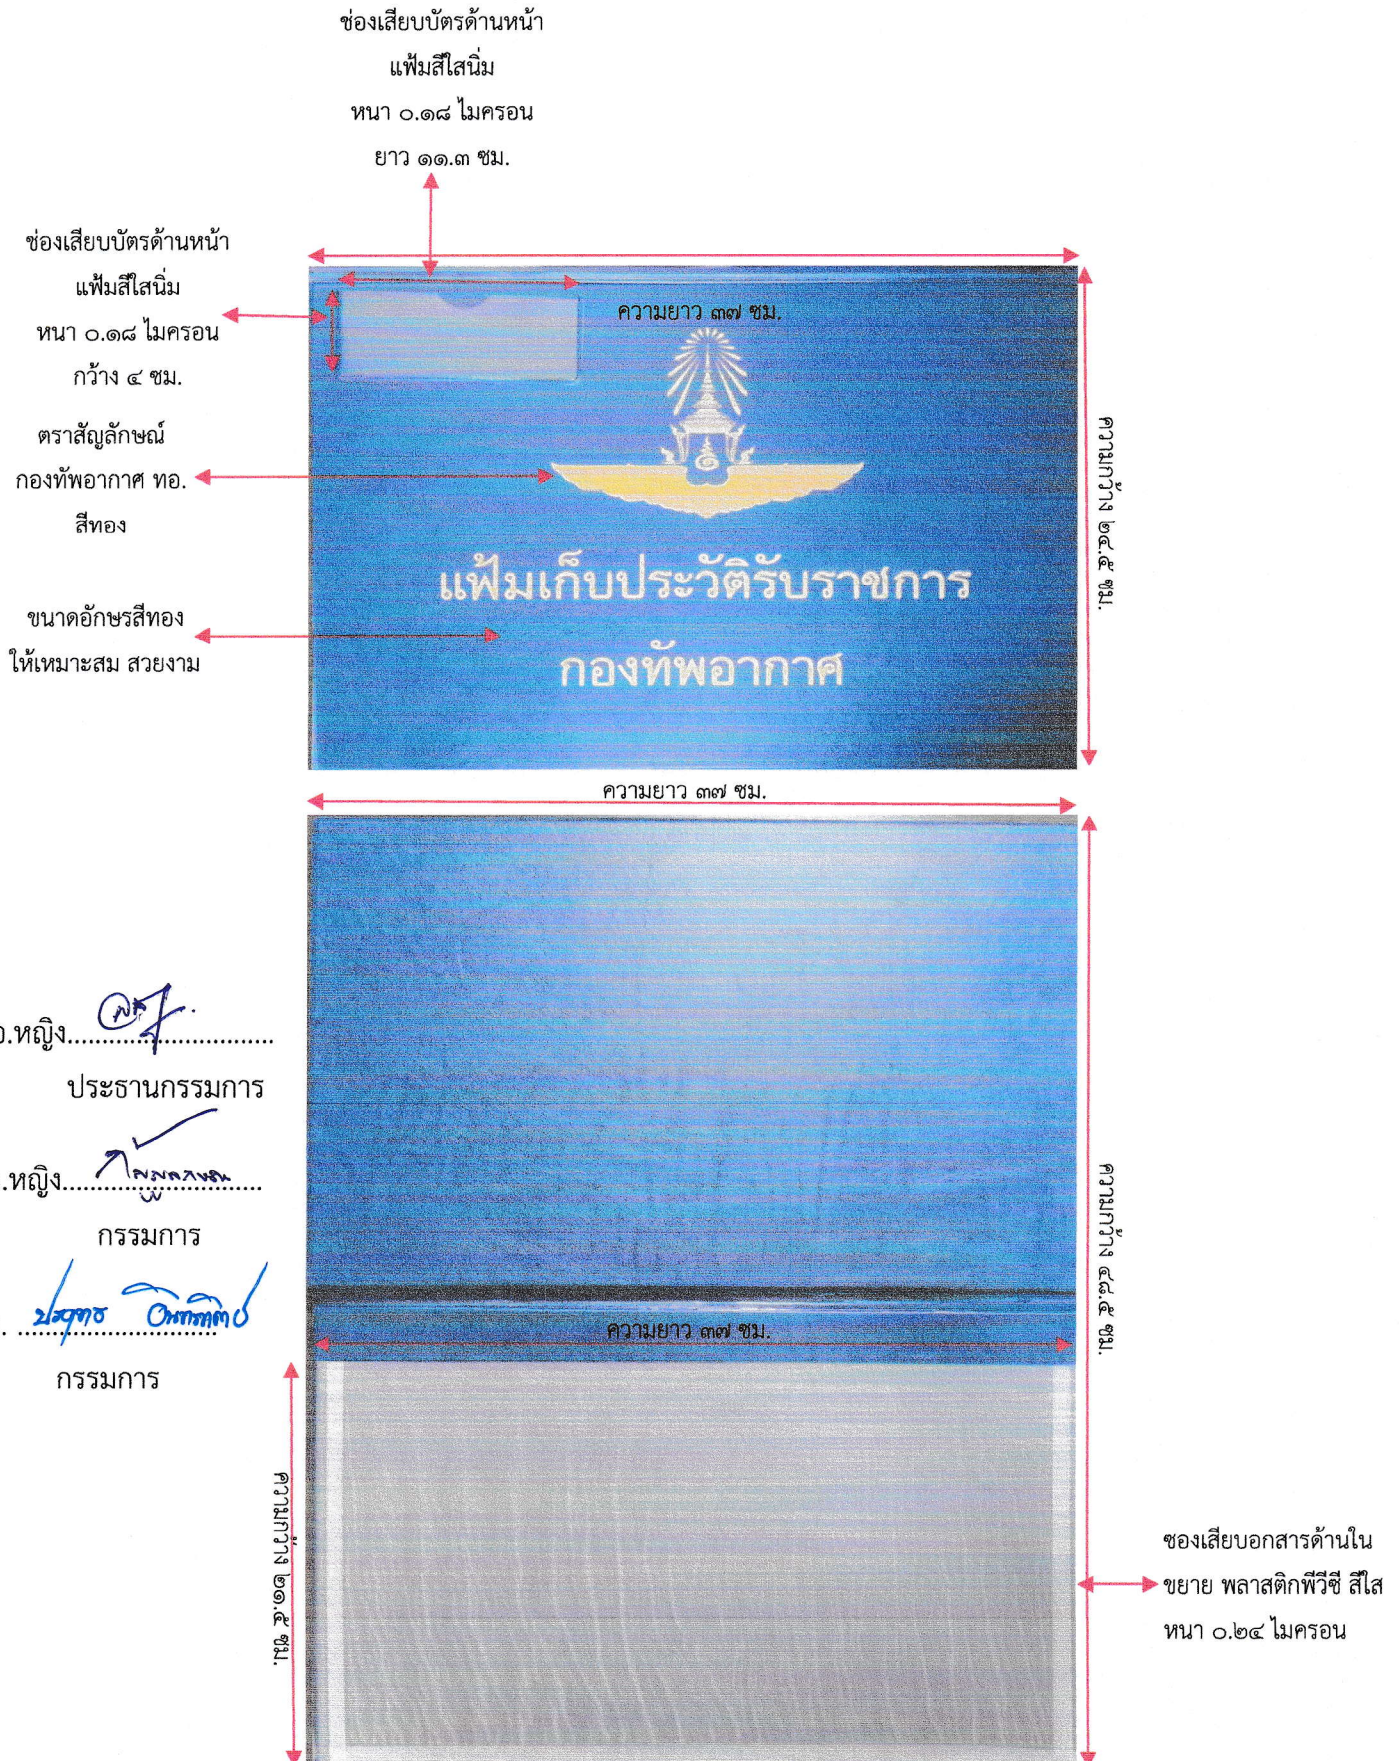 ช่องเสียบบัตรด้านหน้า
แฟ้มสีใสนิ่ม
หนา ๐.๑๘ ไมครอน
ยาว ๑๑.๓ ซม.
ช่องเสียบบัตรด้านหน้า
แฟ้มสีใสนิ่ม
หนา ๐.๑๘ ไมครอน
กว้าง ๔ ซม.
ตราสัญลักษณ์
กองทัพอากาศ ทอ.
สีทอง
ขนาดอักษรสีทอง
ให้เหมาะสม สวยงาม
ความยาว ๓๗ ซม.
แฟ้มเก็บประวัติรับราชการ
กองทัพอากาศ
ความกว้าง ๒๔.๕ ซม.
ความยาว ๓๗ ซม.
อ.หญิง
ประธานกรรมการ
.หญิง
กรรมการ
กรรมการ
ความกว้าง ๔๘.๕ ซม.
ความยาว ๓๗ ซม.
ความกว้าง ๒๑.๕ ซม.
ซองเสียบอกสารด้านใน
ขยาย พลาสติกพีวีซี สีใส
หนา ๐.๒๔ ไมครอน